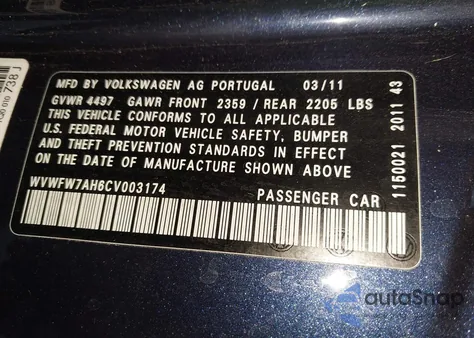 MFD BY VOLKSWAGEN AG PORTUGAL 03/11
GVWR 4497 GAWR FRONT 2359 / REAR 2205 LBS
THIS VEHICLE CONFORMS TO ALL APPLICABLE
U.S. FEDERAL MOTOR VEHICLE SAFETY, BUMPER
AND THEFT PREVENTION STANDARDS IN EFFECT
ON THE DATE OF MANUFACTURE SHOWN ABOVE
WVWFW7AH6CV003174 PASSENGER CAR
1150021 2011 43
738 J
autoSnap